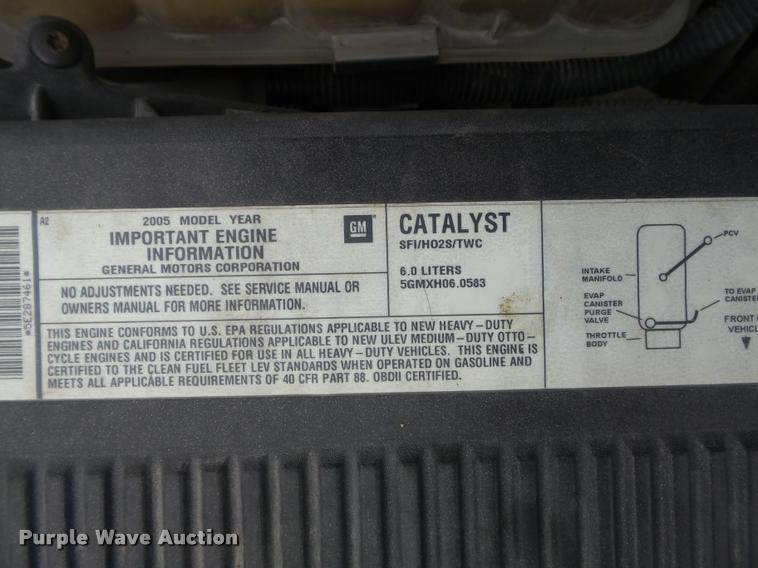 *5E287461*
A2
2005 MODEL YEAR
IMPORTANT ENGINE
INFORMATION
GENERAL MOTORS CORPORATION
GM
NO ADJUSTMENTS NEEDED. SEE SERVICE MANUAL OR
OWNERS MANUAL FOR MORE INFORMATION.
CATALYST
SFI/HO2S/TWC
6.0 LITERS
5GMXH06.0583
THIS ENGINE CONFORMS TO U.S. EPA REGULATIONS APPLICABLE TO NEW HEAVY-DUTY
ENGINES AND CALIFORNIA REGULATIONS APPLICABLE TO NEW ULEV MEDIUM-DUTY OTTO-
CYCLE ENGINES AND IS CERTIFIED FOR USE IN ALL HEAVY-DUTY VEHICLES. THIS ENGINE IS
CERTIFIED TO THE CLEAN FUEL FLEET LEV STANDARDS WHEN OPERATED ON GASOLINE AND
MEETS ALL APPLICABLE REQUIREMENTS OF 40 CFR PART 88. OBDII CERTIFIED.
PCV
INTAKE
MANIFOLD
EVAP
CANISTER
PURGE
VALVE
THROTTLE
BODY
TO EVAP
CANISTE
FRONT
VEHICL
Purple Wave Auction